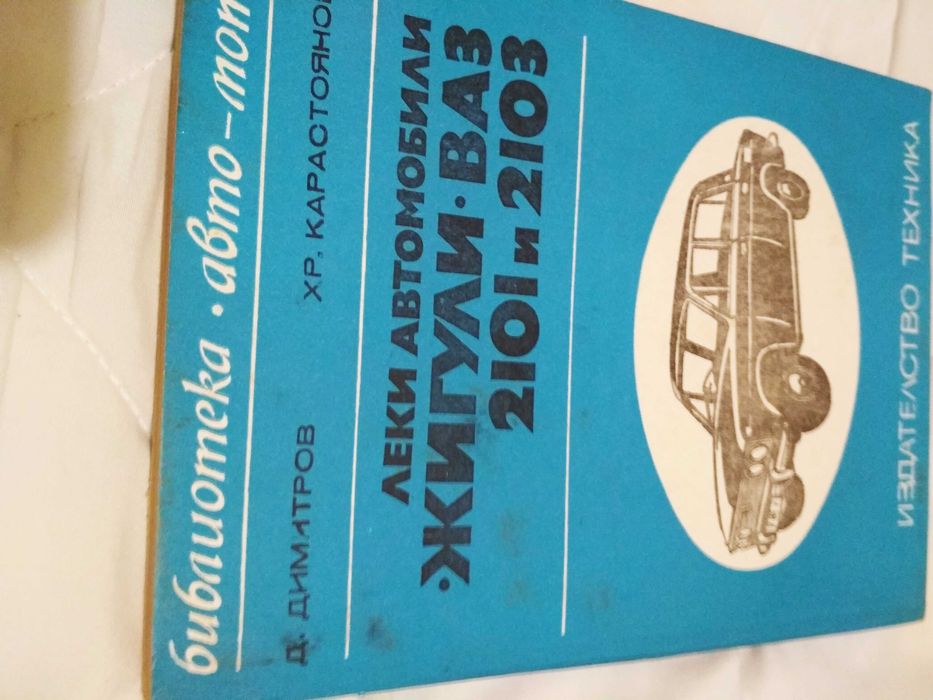 библиотека • авто-мот
Д. ДИМИТРОВ ХР. КАРАСТОЯНОВ
ЛЕКИ АВТОМОБИЛИ
•ЖИГУЛИ•ВАЗ
2101 и 2103
ИЗДАТЕЛСТВО ТЕХНИКА